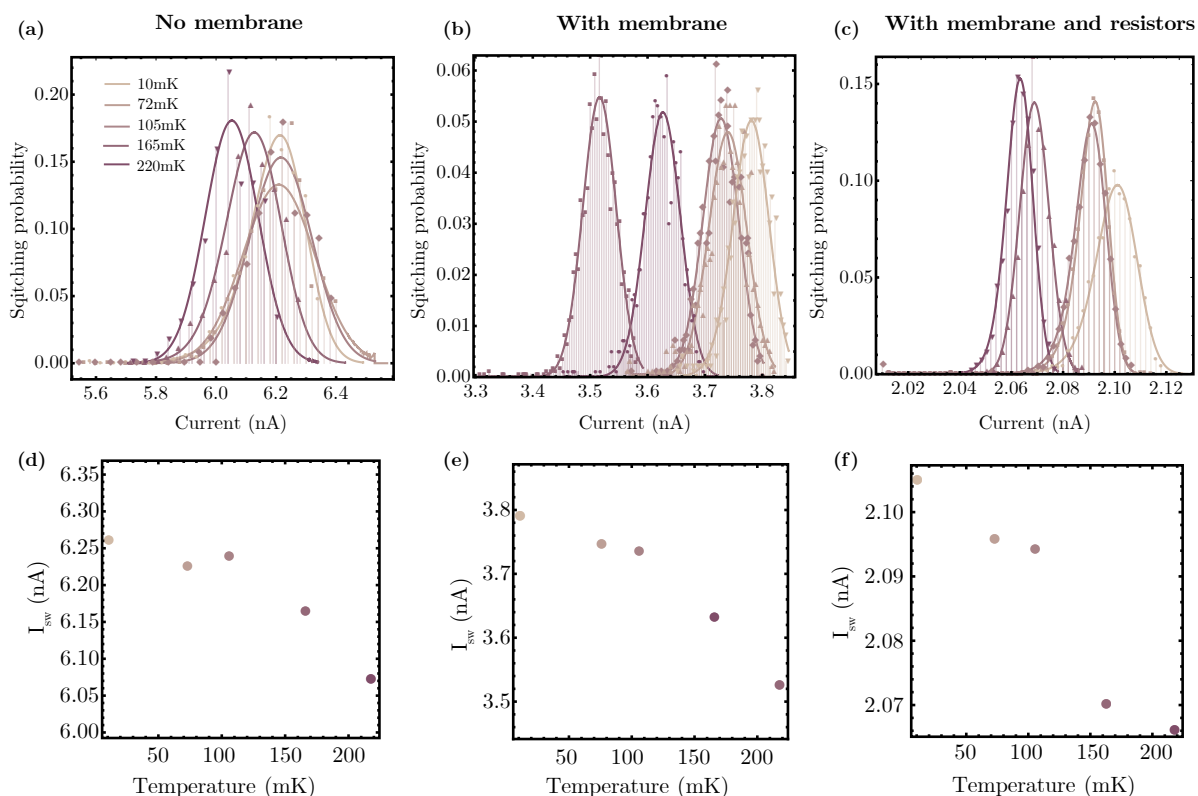 No membrane
With membrane
With membrane and resistors
(a)
0.20
0.15
0.10
0.05
0.00
Sqitching probability
10mK
72mK
105mK
165mK
220mK
5.6 5.8 6.0 6.2 6.4
Current (nA)
(b)
0.06
0.05
0.04
0.03
0.02
0.01
0.00
Sqitching probability
3.3 3.4 3.5 3.6 3.7 3.8
Current (nA)
(c)
0.15
0.10
0.05
0.00
Sqitching probability
2.02 2.04 2.06 2.08 2.10 2.12
Current (nA)
(d)
6.35
6.30
6.25
6.20
6.15
6.10
6.05
6.00
I_sw (nA)
50 100 150 200
Temperature (mK)
(e)
3.8
3.7
3.6
3.5
I_sw (nA)
50 100 150 200
Temperature (mK)
(f)
2.10
2.09
2.08
2.07
I_sw (nA)
50 100 150 200
Temperature (mK)